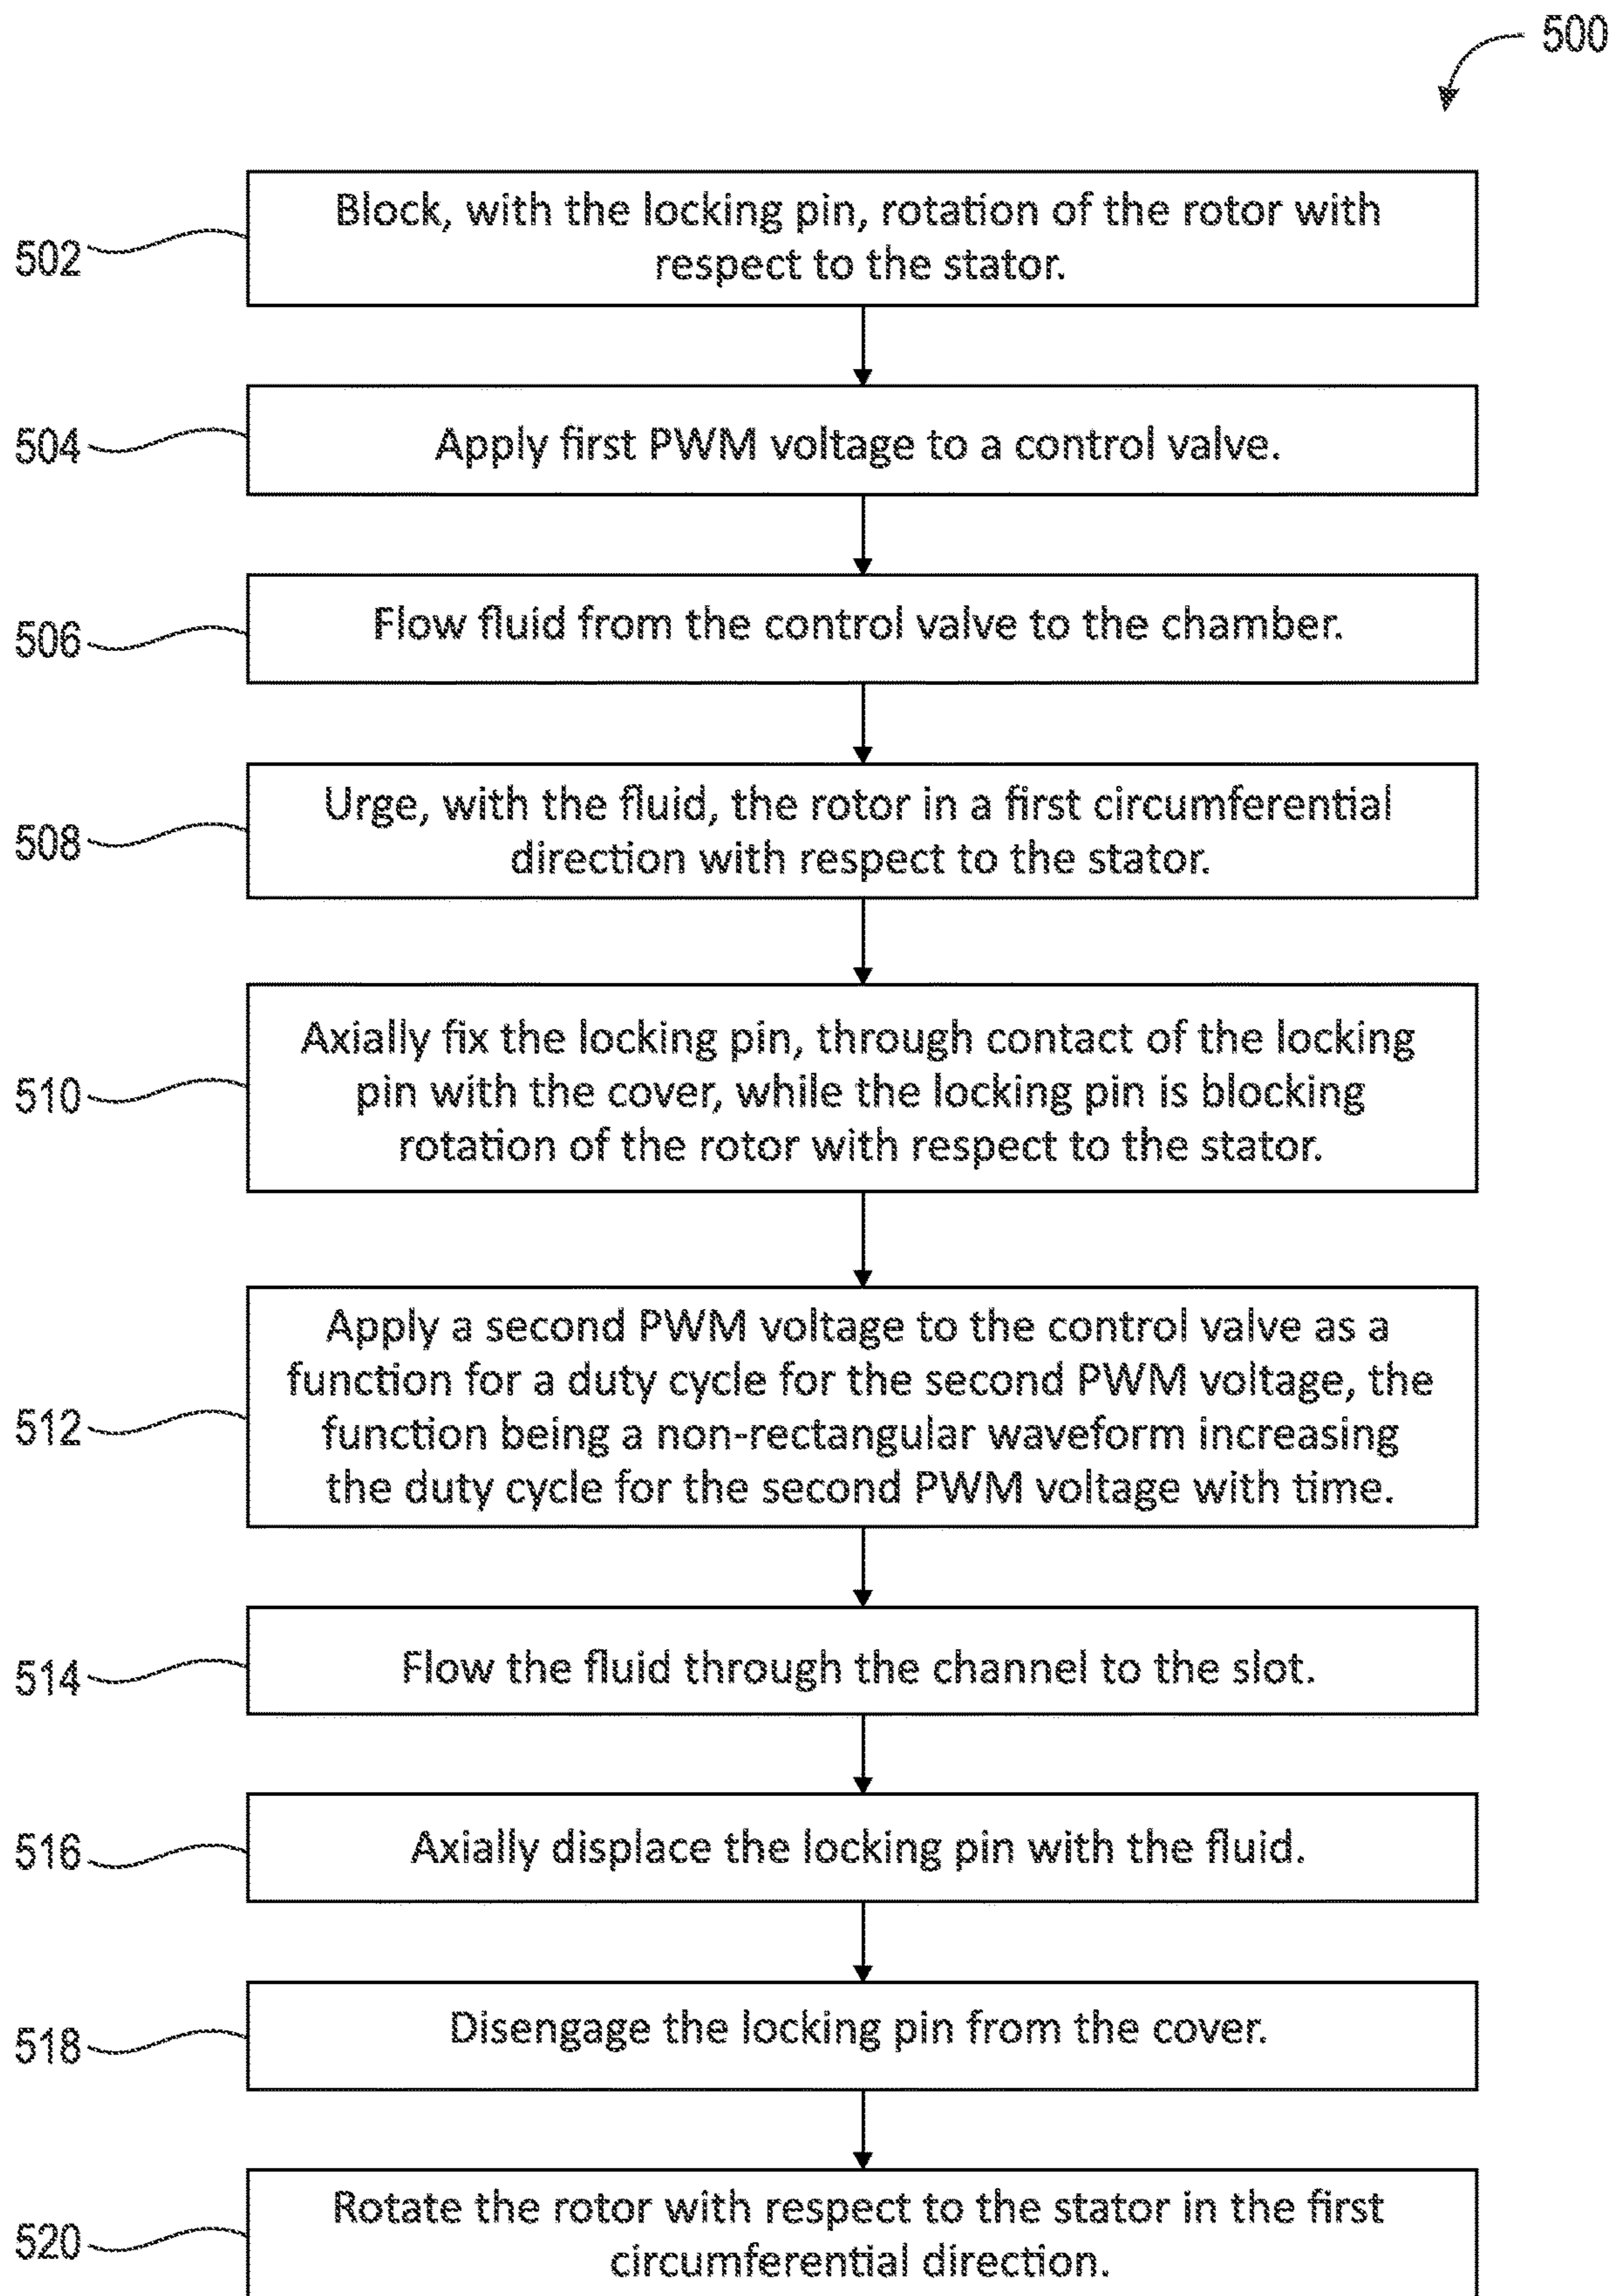 500
502
Block, with the locking pin, rotation of the rotor with
respect to the stator.
504
Apply first PWM voltage to a control valve.
506
Flow fluid from the control valve to the chamber.
508
Urge, with the fluid, the rotor in a first circumferential
direction with respect to the stator.
510
Axially fix the locking pin, through contact of the locking
pin with the cover, while the locking pin is blocking
rotation of the rotor with respect to the stator.
512
Apply a second PWM voltage to the control valve as a
function for a duty cycle for the second PWM voltage, the
function being a non-rectangular waveform increasing
the duty cycle for the second PWM voltage with time.
514
Flow the fluid through the channel to the slot.
516
Axially displace the locking pin with the fluid.
518
Disengage the locking pin from the cover.
520
Rotate the rotor with respect to the stator in the first
circumferential direction.